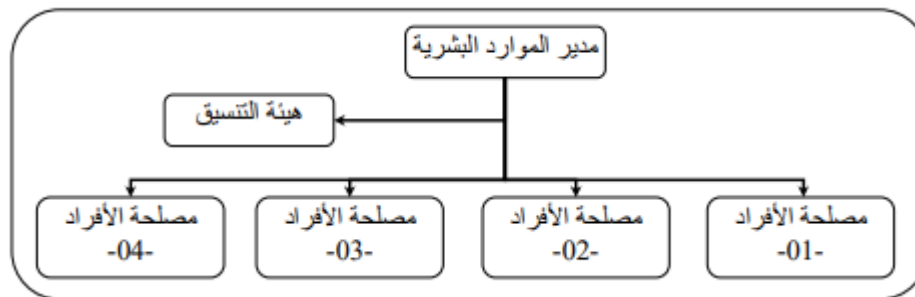 مدير الموارد البشرية
هيئة التنسيق
مصلحة الأفراد
-01-
مصلحة الأفراد
-02-
مصلحة الأفراد
-03-
مصلحة الأفراد
-04-